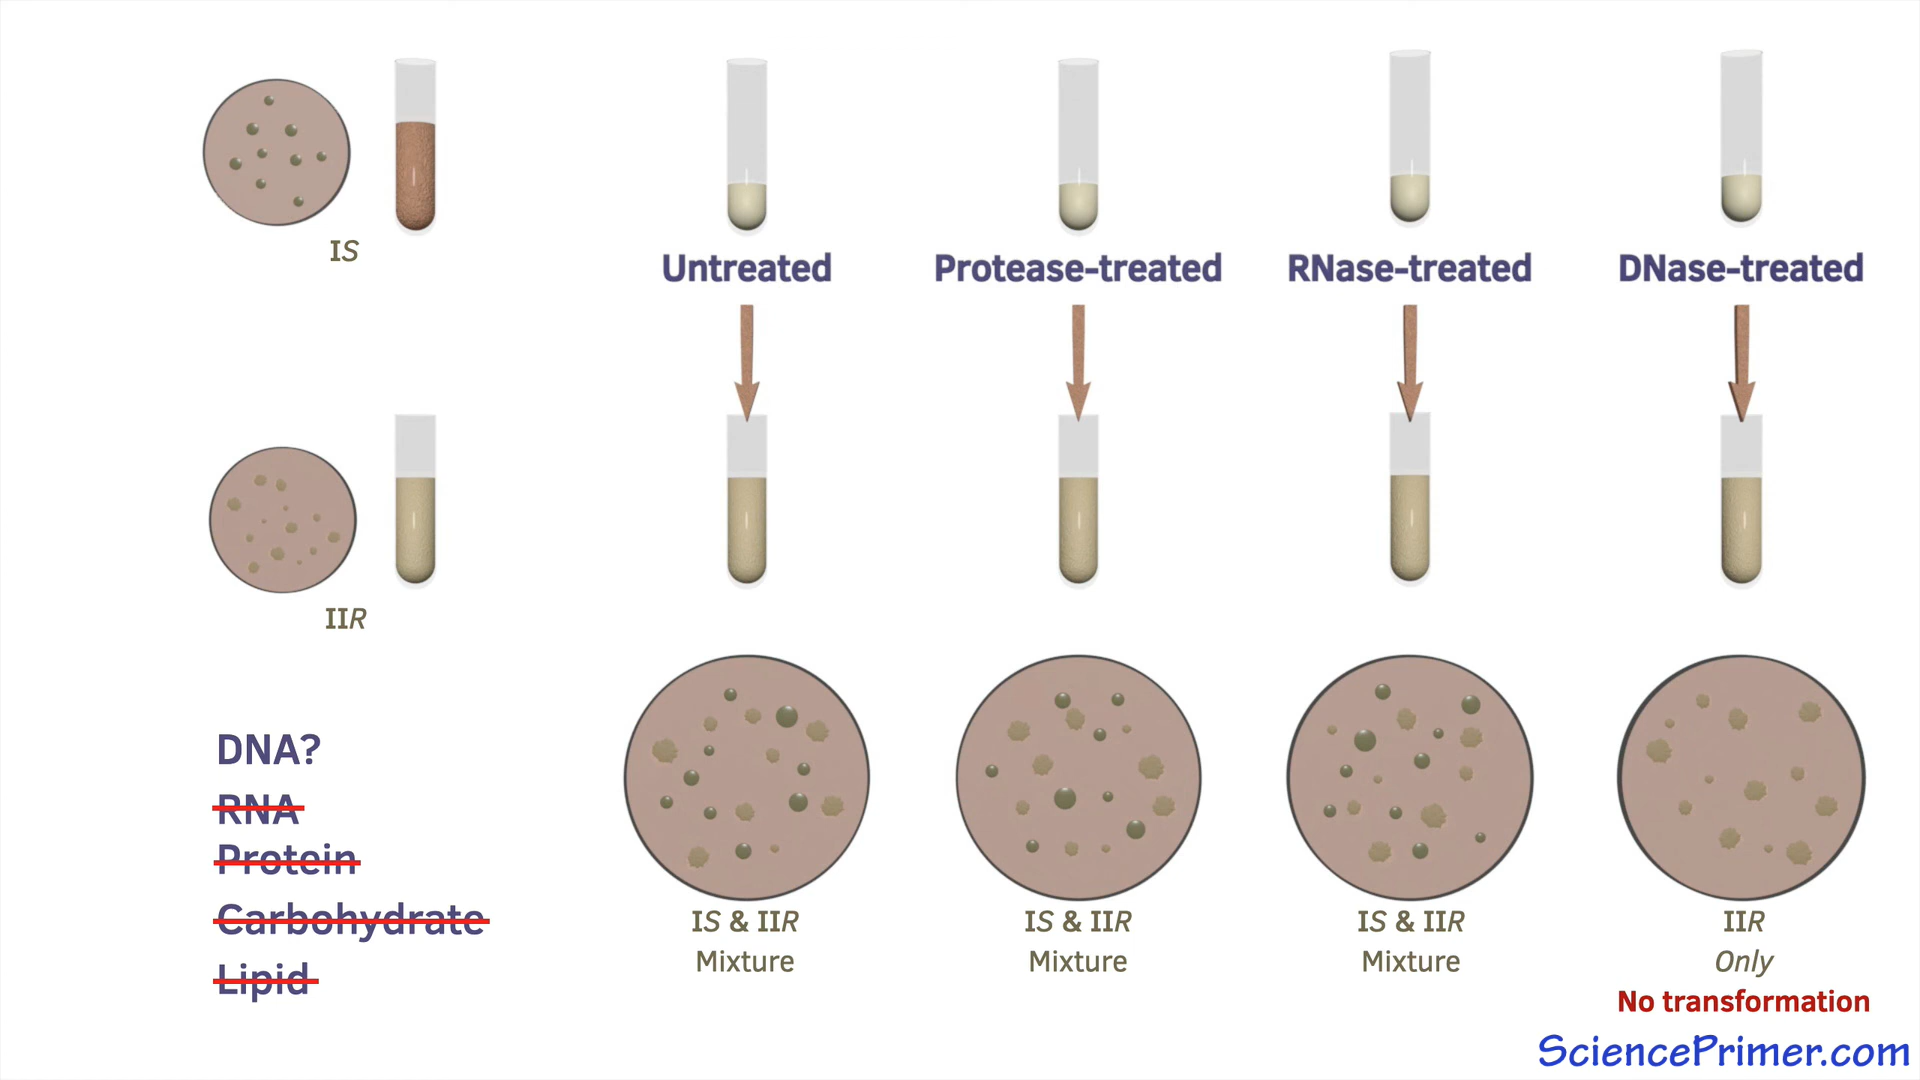 IS
Untreated
Protease-treated
RNase-treated
DNase-treated
IIR
DNA?
RNA
Protein
Carbohydrate
Lipid
IS & IIR
Mixture
IS & IIR
Mixture
IS & IIR
Mixture
IIR
Only
No transformation
SciencePrimer.com